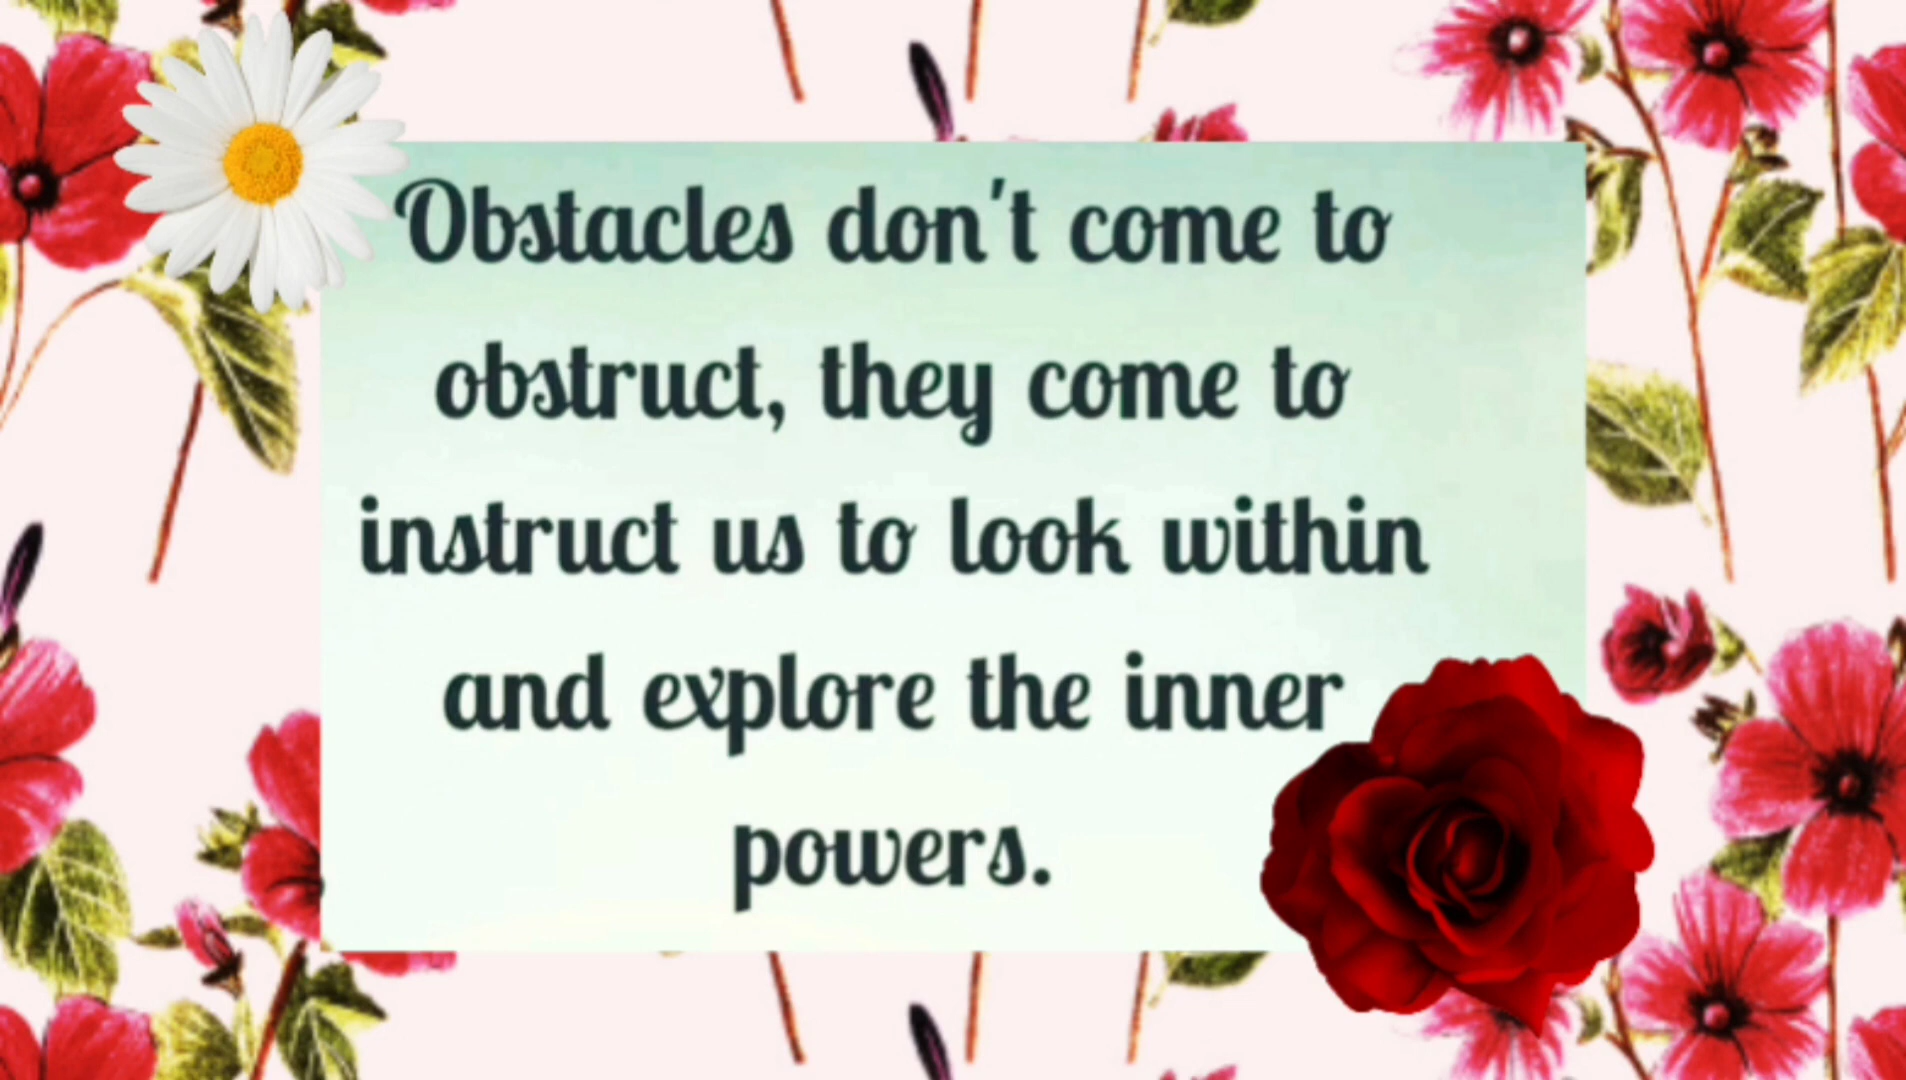 Obstacles don't come to
obstruct, they come to
instruct us to look within
and explore the inner
powers.